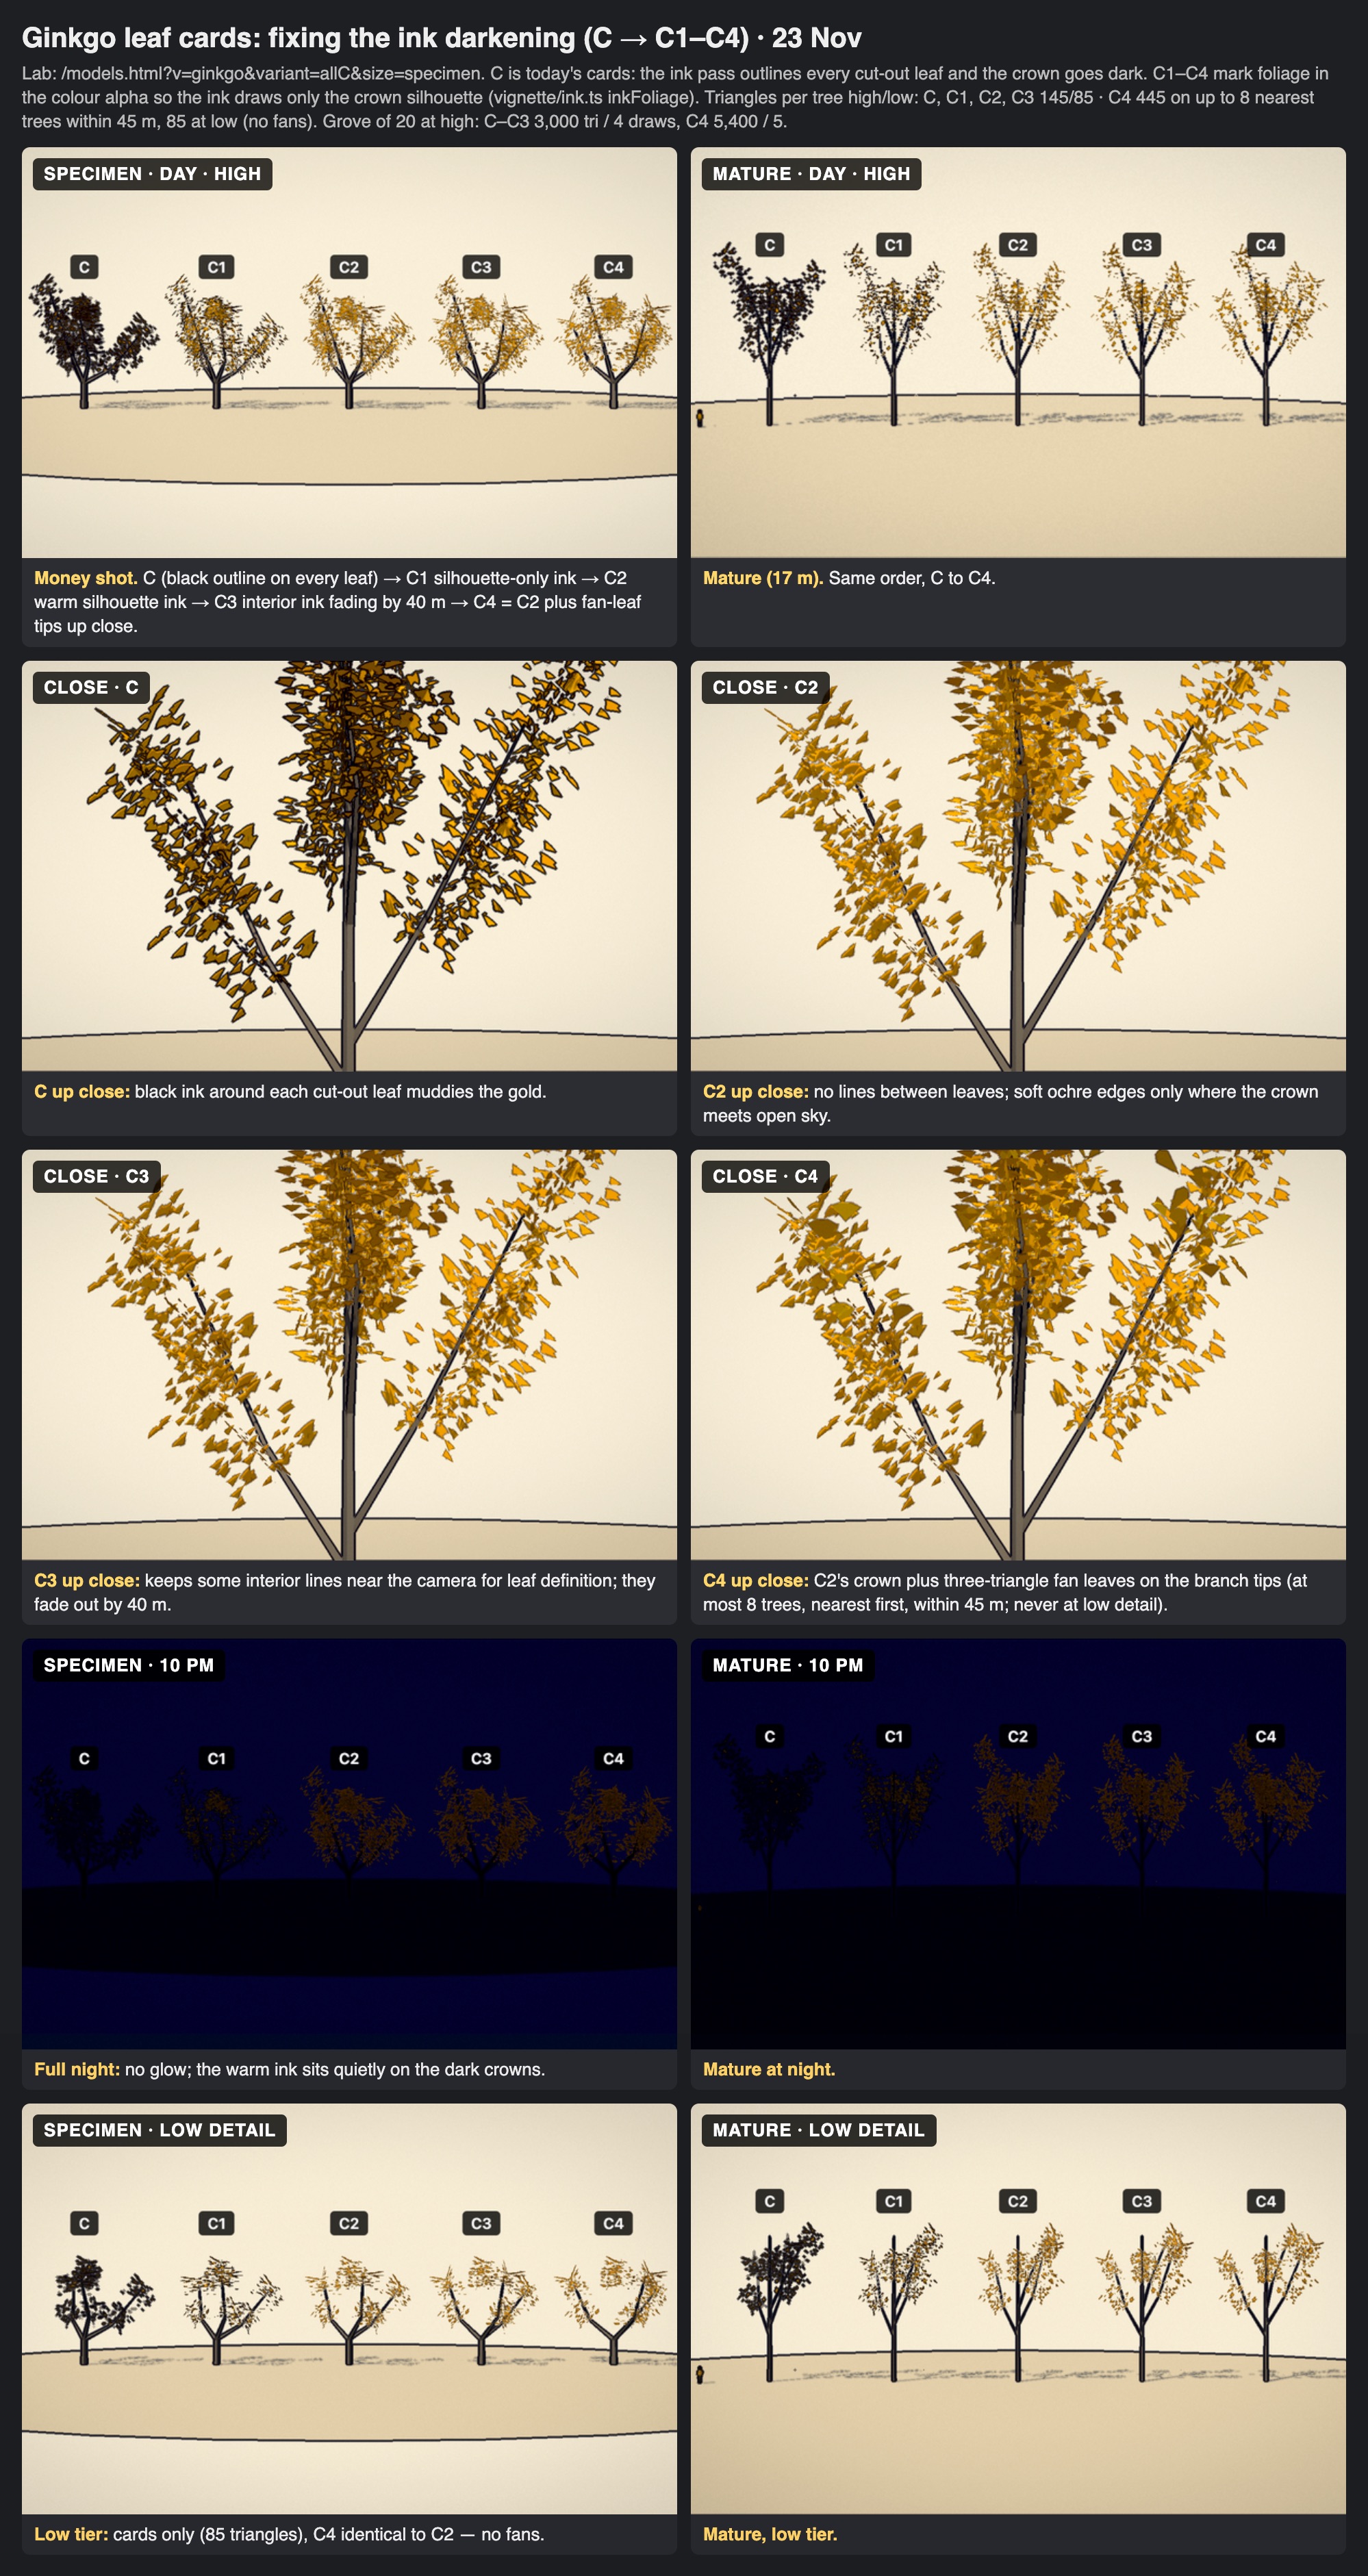 Ginkgo leaf cards: fixing the ink darkening (C → C1–C4) · 23 Nov
Lab: /models.html?v=ginkgo&variant=allC&size=specimen. C is today's cards: the ink pass outlines every cut-out leaf and the crown goes dark. C1–C4 mark foliage in
the colour alpha so the ink draws only the crown silhouette (vignette/ink.ts inkFoliage). Triangles per tree high/low: C, C1, C2, C3 145/85 · C4 445 on up to 8 nearest
trees within 45 m, 85 at low (no fans). Grove of 20 at high: C–C3 3,000 tri / 4 draws, C4 5,400 / 5.
SPECIMEN · DAY · HIGH
C C1 C2 C3 C4
Money shot. C (black outline on every leaf) → C1 silhouette-only ink → C2
warm silhouette ink → C3 interior ink fading by 40 m → C4 = C2 plus fan-leaf
tips up close.
MATURE · DAY · HIGH
C C1 C2 C3 C4
Mature (17 m). Same order, C to C4.
CLOSE · C
C up close: black ink around each cut-out leaf muddies the gold.
CLOSE · C2
C2 up close: no lines between leaves; soft ochre edges only where the crown
meets open sky.
CLOSE · C3
C3 up close: keeps some interior lines near the camera for leaf definition; they
fade out by 40 m.
CLOSE · C4
C4 up close: C2's crown plus three-triangle fan leaves on the branch tips (at
most 8 trees, nearest first, within 45 m; never at low detail).
SPECIMEN · 10 PM
C C1 C2 C3 C4
Full night: no glow; the warm ink sits quietly on the dark crowns.
MATURE · 10 PM
C C1 C2 C3 C4
Mature at night.
SPECIMEN · LOW DETAIL
C C1 C2 C3 C4
Low tier: cards only (85 triangles), C4 identical to C2 — no fans.
MATURE · LOW DETAIL
C C1 C2 C3 C4
Mature, low tier.